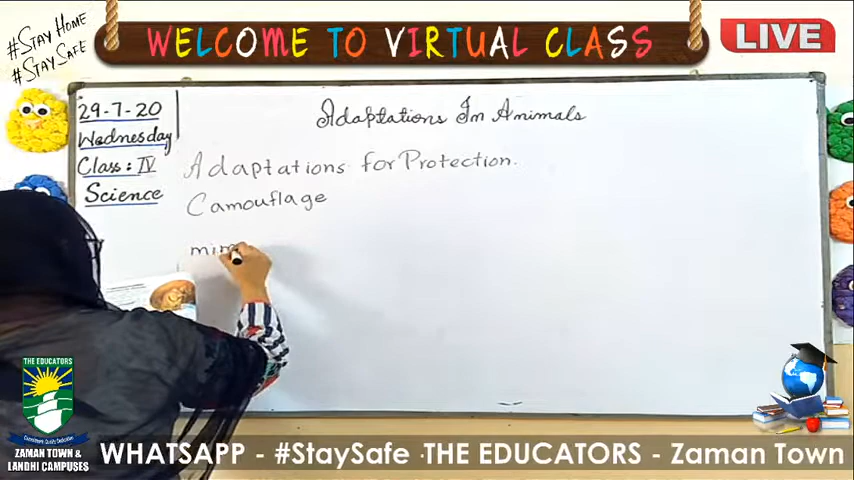 #STAY HOME
#STAY SAFE
WELCOME TO VIRTUAL CLASS
LIVE
29-7-20
Wednesday
Class: IV
Science
Adaptations In Animals
Adaptations for Protection.
Camouflage
mim
THE EDUCATORS
ZAMAN TOWN &
LANDHI CAMPUSES
WHATSAPP - #StaySafe ·THE EDUCATORS - Zaman Town